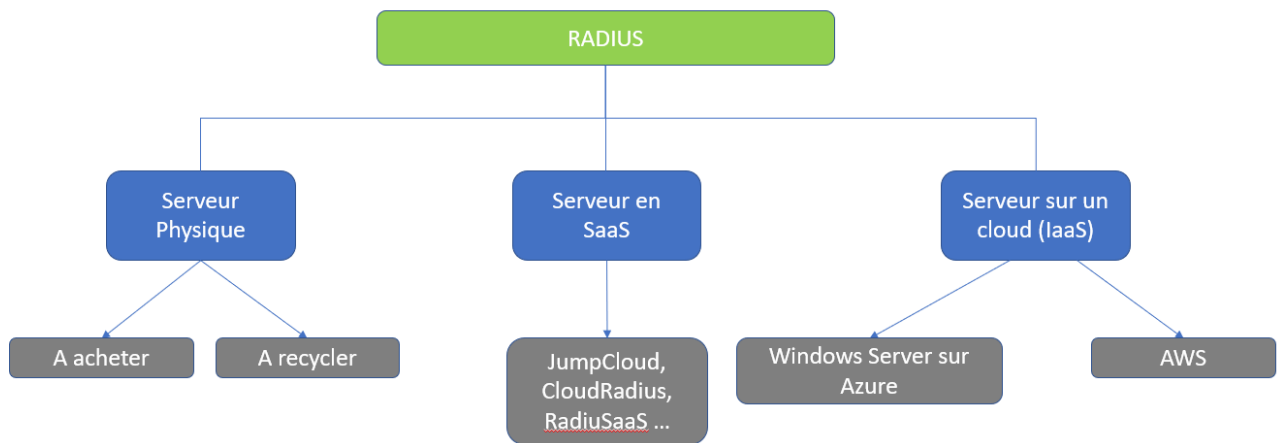 RADIUS
Serveur
Physique
Serveur en
SaaS
Serveur sur un
cloud (IaaS)
A acheter
A recycler
JumpCloud,
CloudRadius,
RadiuSaaS ...
Windows Server sur
Azure
AWS